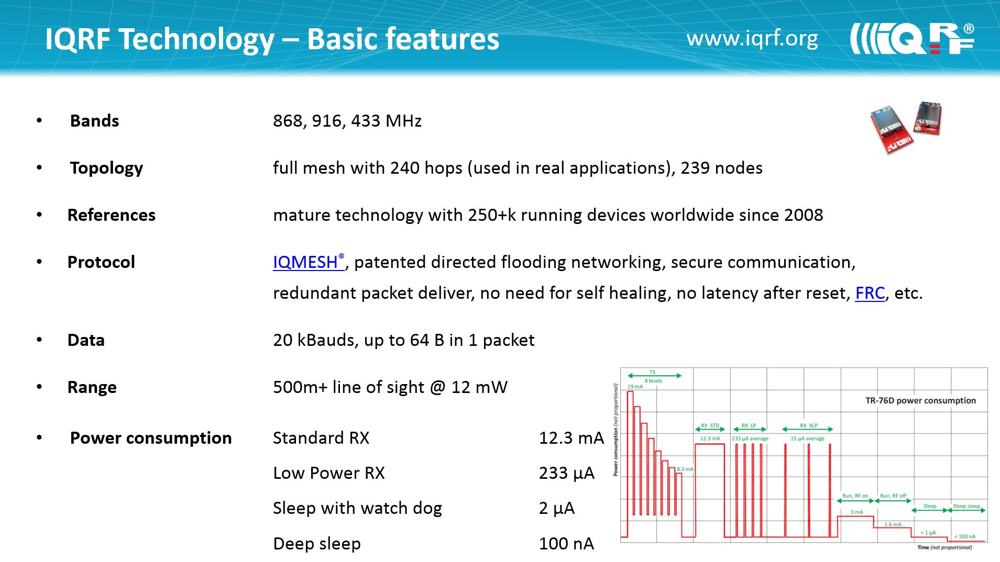 IQRF Technology – Basic features
www.iqrf.org
IQRF®
• Bands 868, 916, 433 MHz
• Topology full mesh with 240 hops (used in real applications), 239 nodes
• References mature technology with 250+k running devices worldwide since 2008
• Protocol IQMESH®, patented directed flooding networking, secure communication,
redundant packet deliver, no need for self healing, no latency after reset, FRC, etc.
• Data 20 kBauds, up to 64 B in 1 packet
• Range 500m+ line of sight @ 12 mW
• Power consumption Standard RX 12.3 mA
Low Power RX 233 µA
Sleep with watch dog 2 µA
Deep sleep 100 nA
TX
8 levels
19 mA
TR-76D power consumption
Power consumption (not proportional)
RX STD RX LP RX XLP
12.3 mA 233 µA average 15 µA average
8.3 mA
Run, RF on Run, RF off
Sleep Deep sleep
3 mA
1.6 mA
< 1 µA
< 100 nA
Time (not proportional)